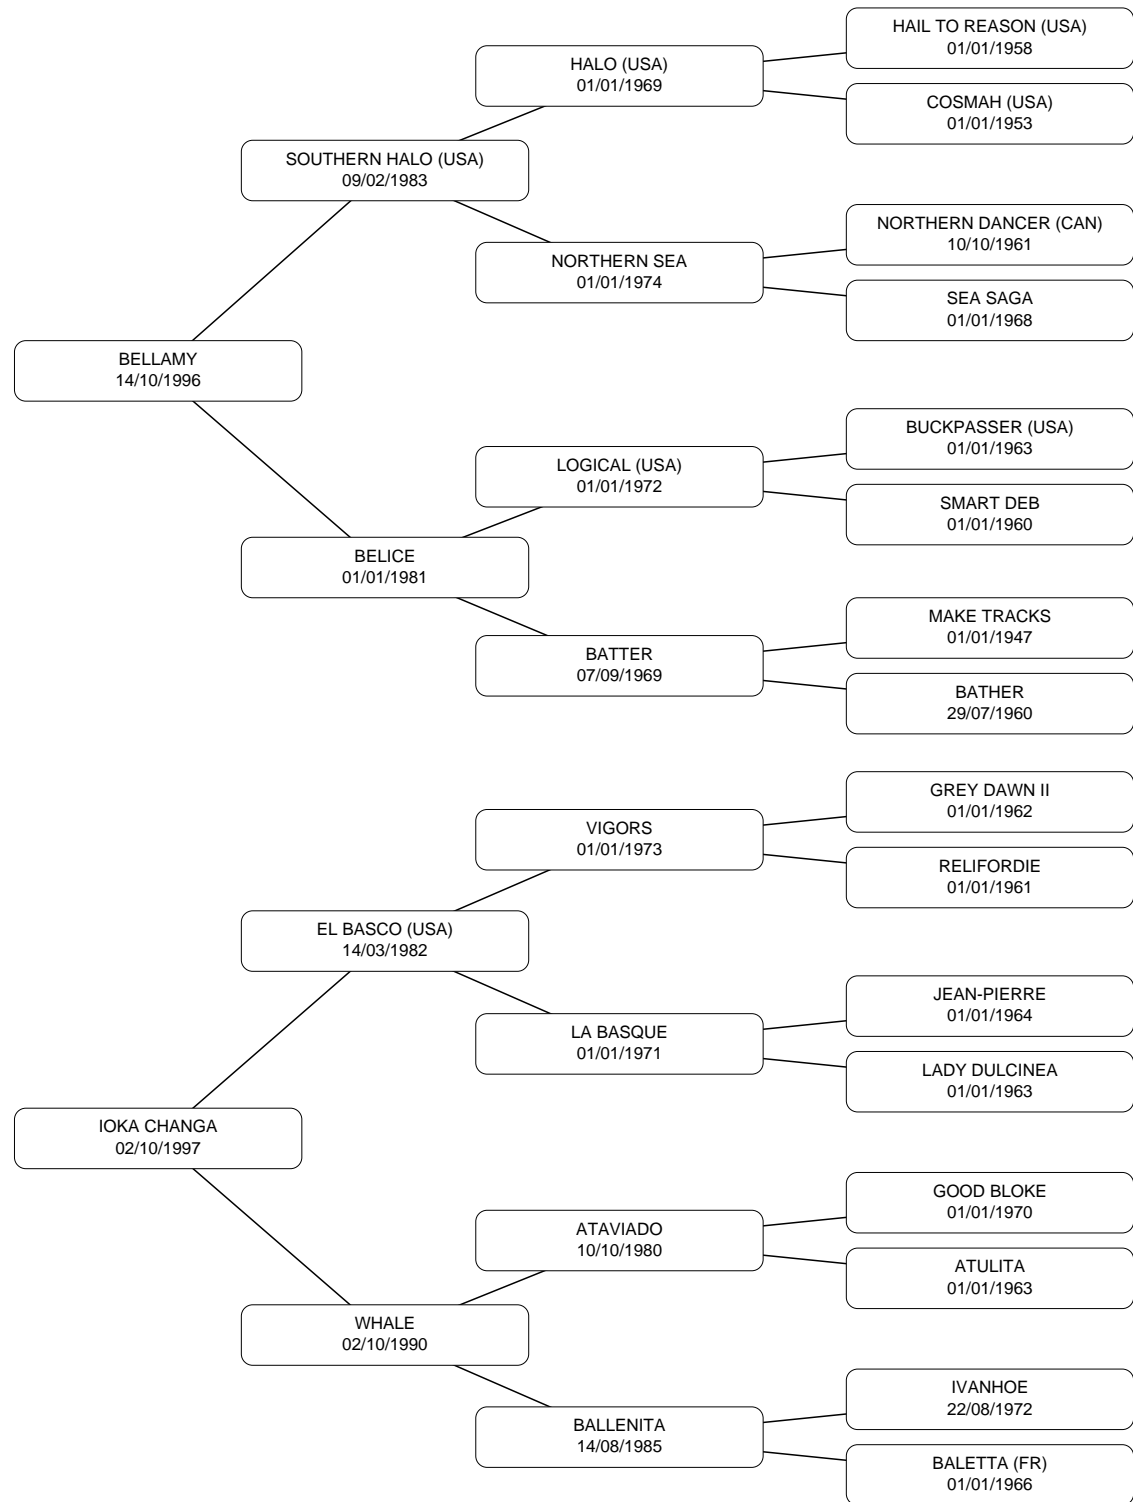 HAIL TO REASON (USA)
01/01/1958
HALO (USA)
01/01/1969
COSMAH (USA)
01/01/1953
SOUTHERN HALO (USA)
09/02/1983
NORTHERN DANCER (CAN)
10/10/1961
NORTHERN SEA
01/01/1974
SEA SAGA
01/01/1968
BELLAMY
14/10/1996
BUCKPASSER (USA)
01/01/1963
LOGICAL (USA)
01/01/1972
SMART DEB
01/01/1960
BELICE
01/01/1981
MAKE TRACKS
01/01/1947
BATTER
07/09/1969
BATHER
29/07/1960
GREY DAWN II
01/01/1962
VIGORS
01/01/1973
RELIFORDIE
01/01/1961
EL BASCO (USA)
14/03/1982
JEAN-PIERRE
01/01/1964
LA BASQUE
01/01/1971
LADY DULCINEA
01/01/1963
IOKA CHANGA
02/10/1997
GOOD BLOKE
01/01/1970
ATAVIADO
10/10/1980
ATULITA
01/01/1963
WHALE
02/10/1990
IVANHOE
22/08/1972
BALLENITA
14/08/1985
BALETTA (FR)
01/01/1966